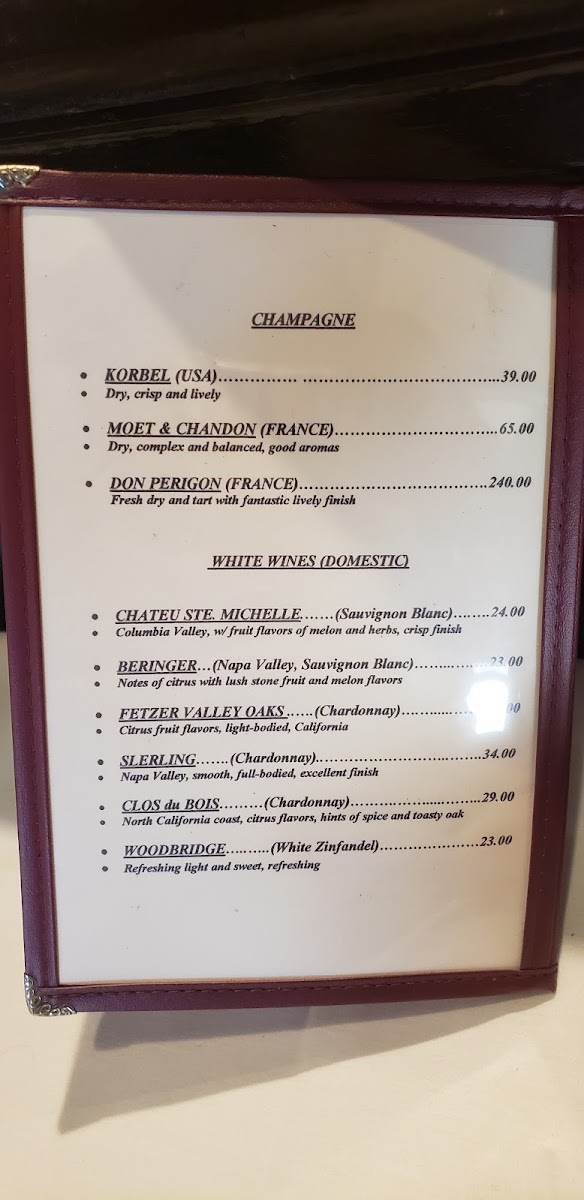 CHAMPAGNE
• KORBEL (USA)…………… ………………………………..39.00
• Dry, crisp and lively
• MOET & CHANDON (FRANCE)…………………………..65.00
• Dry, complex and balanced, good aromas
• DON PERIGON (FRANCE)……………………………….240.00
Fresh dry and tart with fantastic lively finish
WHITE WINES (DOMESTIC)
• CHATEU STE. MICHELLE……(Sauvignon Blanc)……..24.00
• Columbia Valley, w/ fruit flavors of melon and herbs, crisp finish
• BERINGER…(Napa Valley, Sauvignon Blanc)……...……23.00
• Notes of citrus with lush stone fruit and melon flavors
• FETZER VALLEY OAKS ……(Chardonnay)……...……
• Citrus fruit flavors, light-bodied, California
• SLERLING…….(Chardonnay)..………….…………..……..34.00
• Napa Valley, smooth, full-bodied, excellent finish
• CLOS du BOIS………(Chardonnay)…………......………29.00
• North California coast, citrus flavors, hints of spice and toasty oak
• WOODBRIDGE……….(White Zinfandel)…………………23.00
• Refreshing light and sweet, refreshing